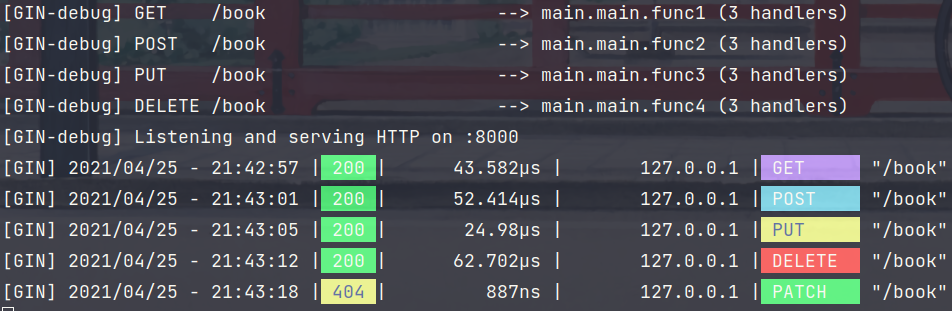 [GIN-debug] GET    /book                     --> main.main.func1 (3 handlers)
[GIN-debug] POST   /book                     --> main.main.func2 (3 handlers)
[GIN-debug] PUT    /book                     --> main.main.func3 (3 handlers)
[GIN-debug] DELETE /book                     --> main.main.func4 (3 handlers)
[GIN-debug] Listening and serving HTTP on :8000
[GIN] 2021/04/25 - 21:42:57 | 200 |      43.582µs |       127.0.0.1 | GET      "/book"
[GIN] 2021/04/25 - 21:43:01 | 200 |      52.414µs |       127.0.0.1 | POST     "/book"
[GIN] 2021/04/25 - 21:43:05 | 200 |       24.98µs |       127.0.0.1 | PUT      "/book"
[GIN] 2021/04/25 - 21:43:12 | 200 |      62.702µs |       127.0.0.1 | DELETE   "/book"
[GIN] 2021/04/25 - 21:43:18 | 404 |         887ns |       127.0.0.1 | PATCH    "/book"